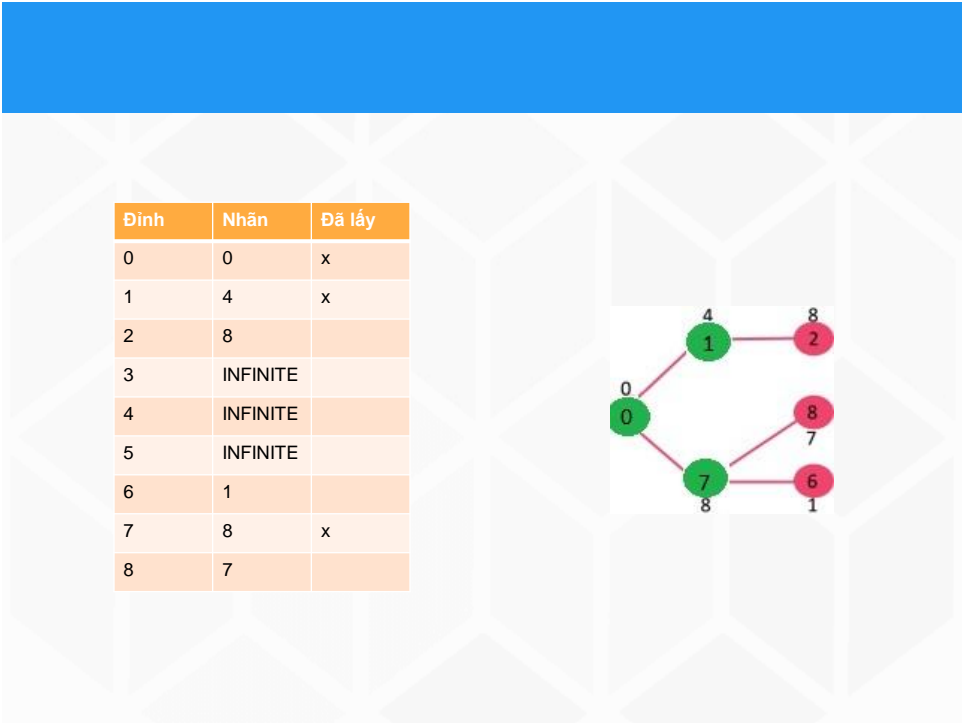 Đỉnh Nhãn Đã lấy
0 0 x
1 4 x
2 8
3 INFINITE
4 INFINITE
5 INFINITE
6 1
7 8 x
8 7
4 8
1 2
0
0 8
7
7 6
8 1